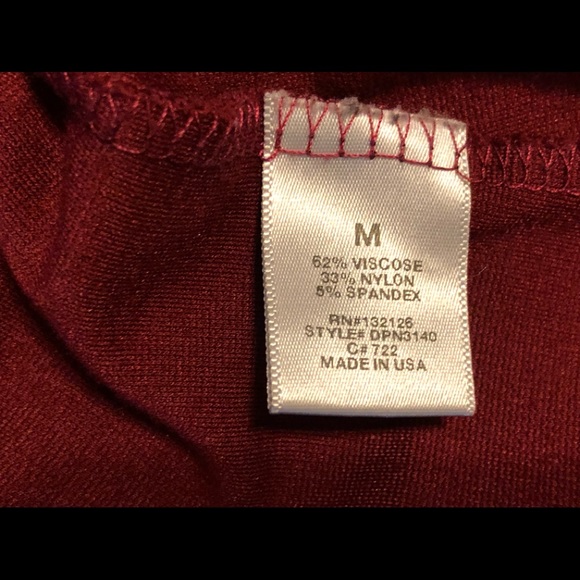 M
62% VISCOSE
33% NYLON
5% SPANDEX
RN#132126
STYLE# DPN3140
C# 722
MADE IN USA